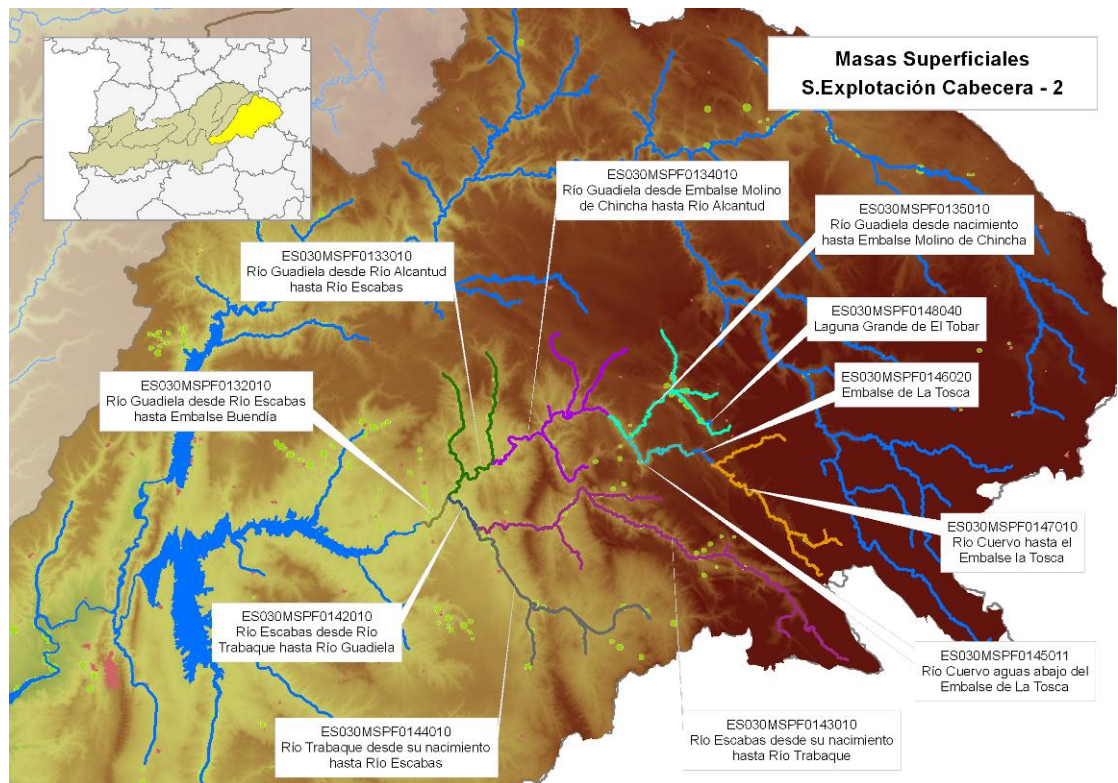 Masas Superficiales
S.Explotación Cabecera - 2
ES030MSPF0134010
Río Guadiela desde Embalse Molino
de Chincha hasta Río Alcantud
ES030MSPF0135010
Río Guadiela desde nacimiento
hasta Embalse Molino de Chincha
ES030MSPF0133010
Río Guadiela desde Río Alcantud
hasta Río Escabas
ES030MSPF0148040
Laguna Grande de El Tobar
ES030MSPF0146020
Embalse de La Tosca
ES030MSPF0132010
Río Guadiela desde Río Escabas
hasta Embalse Buendía
ES030MSPF0147010
Río Cuervo hasta el
Embalse la Tosca
ES030MSPF0142010
Río Escabas desde Río
Trabaque hasta Río Guadiela
ES030MSPF0145011
Río Cuervo aguas abajo del
Embalse de La Tosca
ES030MSPF0144010
Río Trabaque desde su nacimiento
hasta Río Escabas
ES030MSPF0143010
Río Escabas desde su nacimiento
hasta Río Trabaque